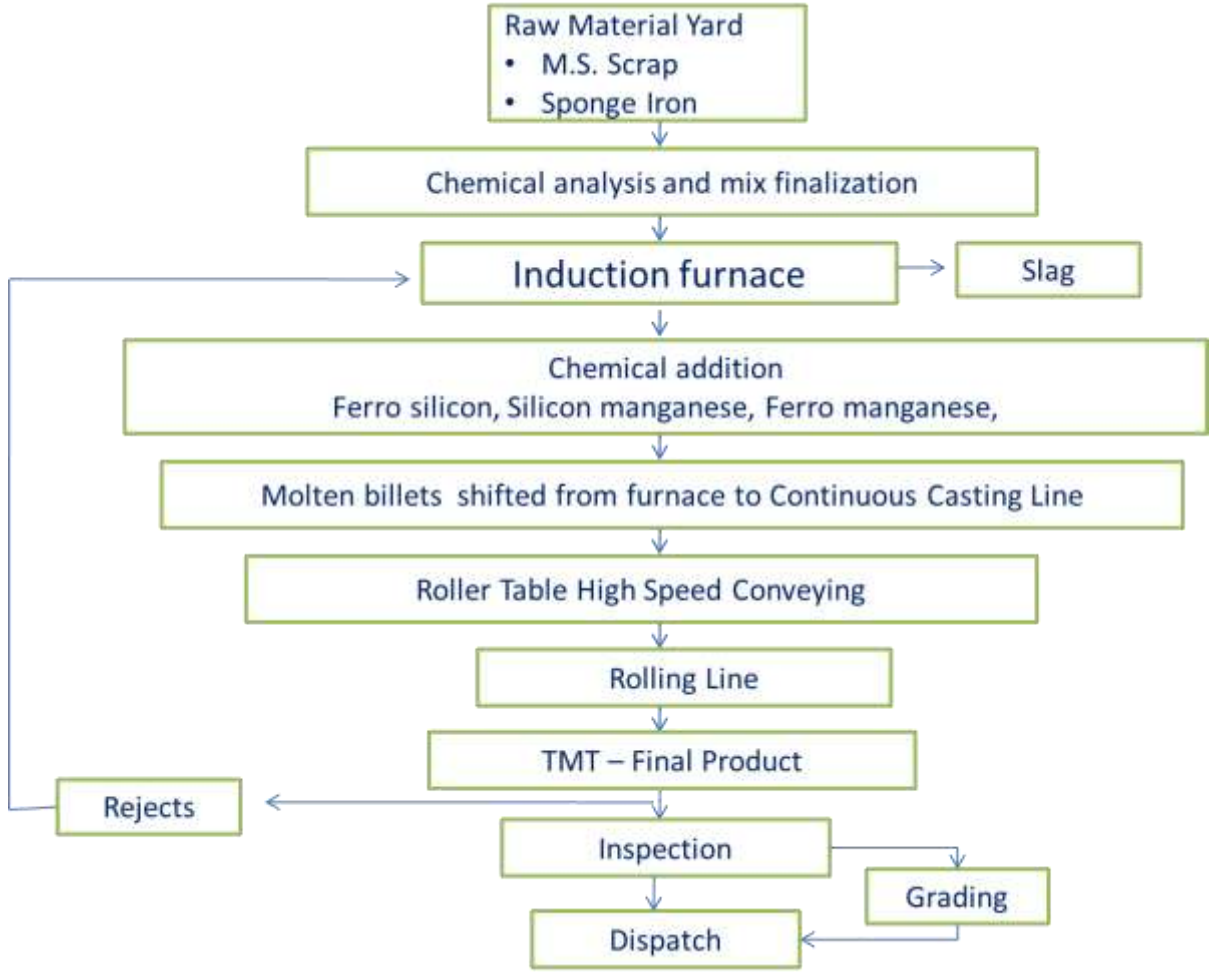 Raw Material Yard
• M.S. Scrap
• Sponge Iron
Chemical analysis and mix finalization
Induction furnace
Slag
Chemical addition
Ferro silicon, Silicon manganese, Ferro manganese,
Molten billets shifted from furnace to Continuous Casting Line
Roller Table High Speed Conveying
Rolling Line
TMT – Final Product
Rejects
Inspection
Grading
Dispatch